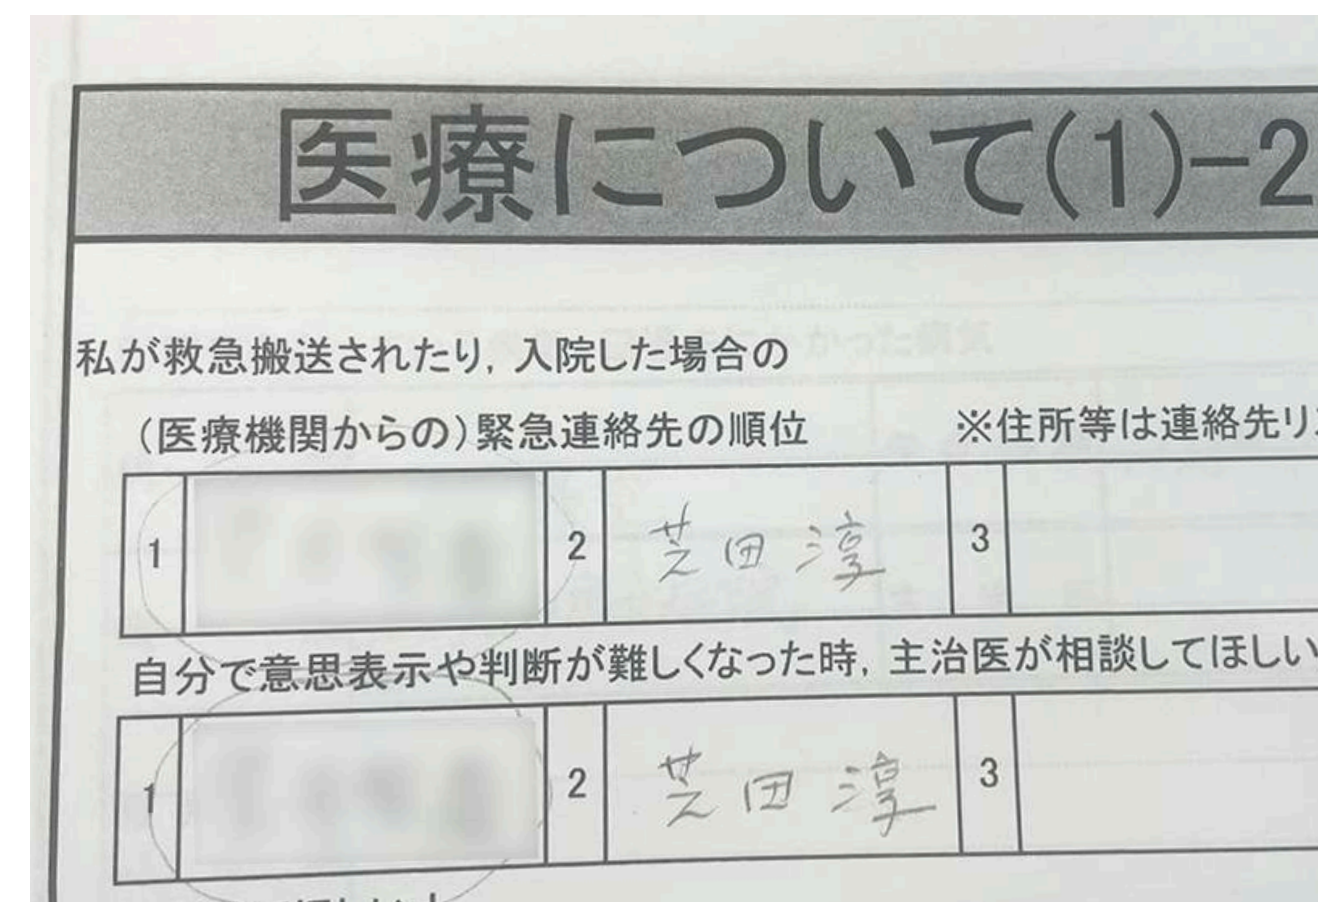 医療について(1)-2
私が救急搬送されたり, 入院した場合の
(医療機関からの)緊急連絡先の順位 ※住所等は連絡先リ
1 2 芝田淳 3
自分で意思表示や判断が難しくなった時, 主治医が相談してほしい
1 2 芝田淳 3